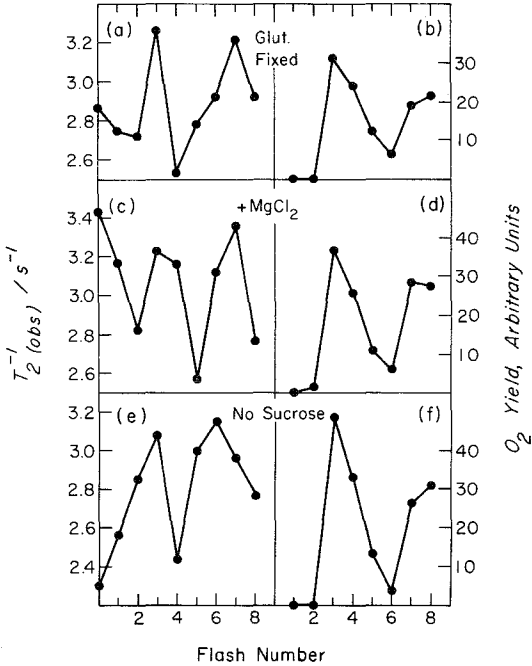 (a)
Glut.
Fixed
(b)
3.2
3.0
2.8
2.6
30
20
10
(c)
+MgCl2
(d)
3.4
3.2
3.0
2.8
2.6
40
30
20
10
(e)
No Sucrose
(f)
3.2
3.0
2.8
2.6
2.4
40
30
20
10
0 2 4 6 8
2 4 6 8
Flash Number
T2(obs)^-1 / s^-1
O2 Yield, Arbitrary Units